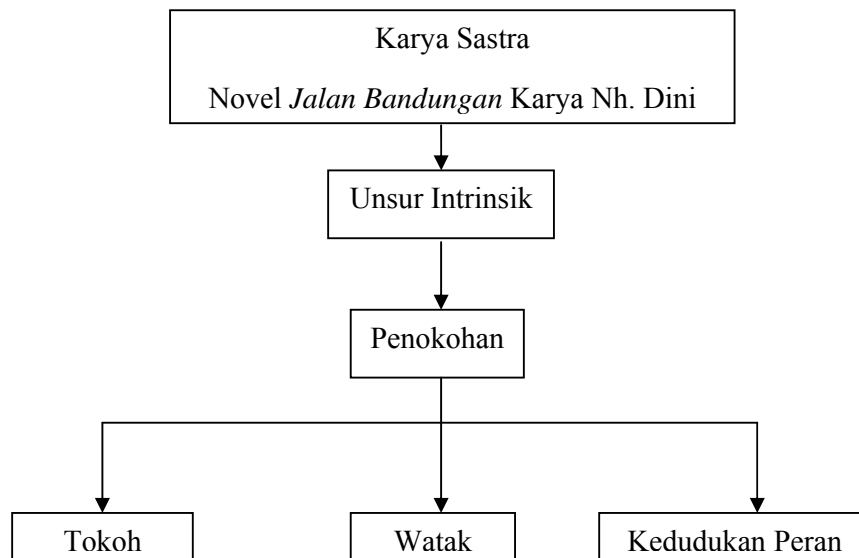 Karya Sastra
Novel Jalan Bandungan Karya Nh. Dini
Unsur Intrinsik
Penokohan
Tokoh
Watak
Kedudukan Peran